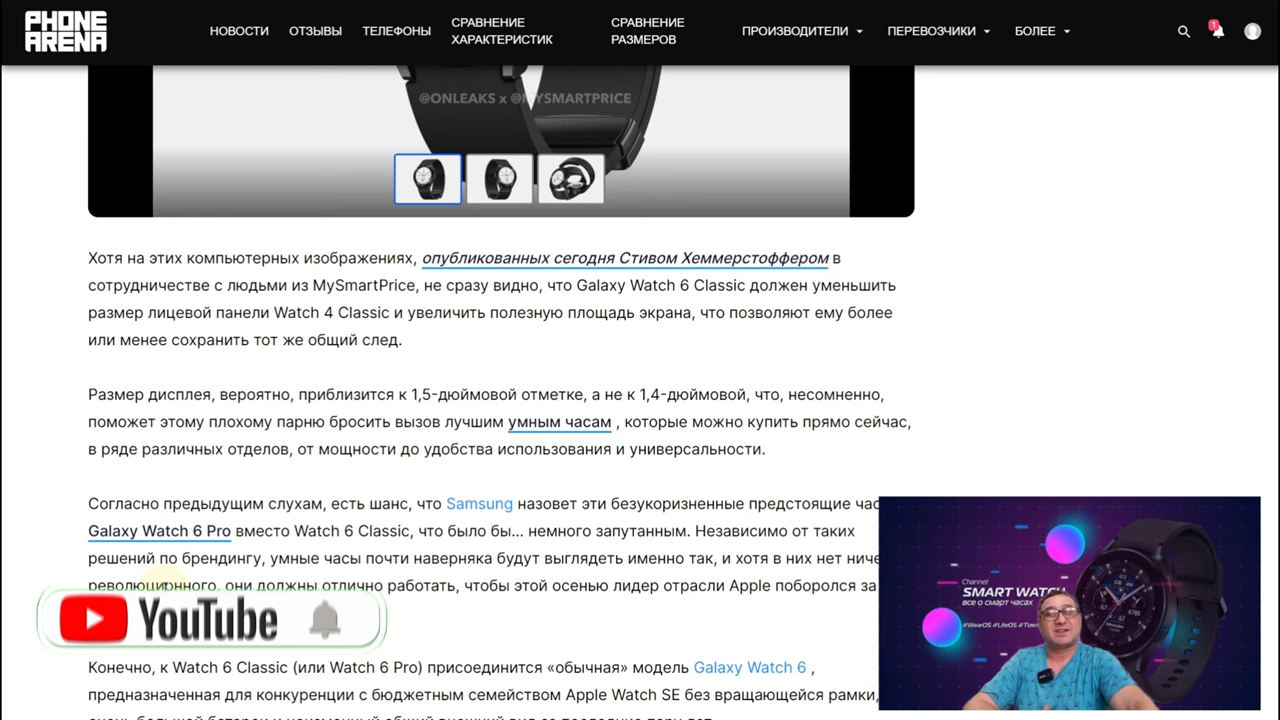 PHONE
ARENA
НОВОСТИ
ОТЗЫВЫ
ТЕЛЕФОНЫ
СРАВНЕНИЕ
ХАРАКТЕРИСТИК
СРАВНЕНИЕ
РАЗМЕРОВ
ПРОИЗВОДИТЕЛИ
ПЕРЕВОЗЧИКИ
БОЛЕЕ
1
@ONLEAKS x @MYSMARTPRICE
Хотя на этих компьютерных изображениях, опубликованных сегодня Стивом Хеммерстоффером в
сотрудничестве с людьми из MySmartPrice, не сразу видно, что Galaxy Watch 6 Classic должен уменьшить
размер лицевой панели Watch 4 Classic и увеличить полезную площадь экрана, что позволяют ему более
или менее сохранить тот же общий след.
Размер дисплея, вероятно, приблизится к 1,5-дюймовой отметке, а не к 1,4-дюймовой, что, несомненно,
поможет этому плохому парню бросить вызов лучшим умным часам , которые можно купить прямо сейчас,
в ряде различных отделов, от мощности до удобства использования и универсальности.
Согласно предыдущим слухам, есть шанс, что Samsung назовет эти безукоризненные предстоящие час
Galaxy Watch 6 Pro вместо Watch 6 Classic, что было бы... немного запутанным. Независимо от таких
решений по брендингу, умные часы почти наверняка будут выглядеть именно так, и хотя в них нет ниче
революционного, они должны отлично работать, чтобы этой осенью лидер отрасли Apple поборолся за
YouTube
Channel
SMART WATCH
все о смарт часах
#WearOS #LiteOS #Tizen
Конечно, к Watch 6 Classic (или Watch 6 Pro) присоединится «обычная» модель Galaxy Watch 6 ,
предназначенная для конкуренции с бюджетным семейством Apple Watch SE без вращающейся рамки,